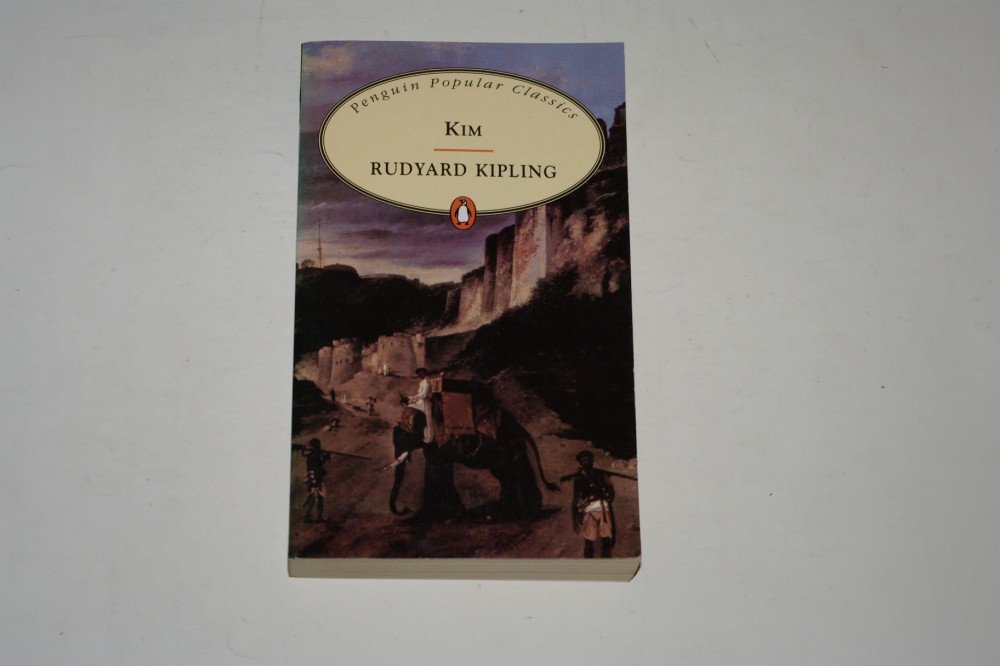 Penguin Popular Classics
KIM
RUDYARD KIPLING